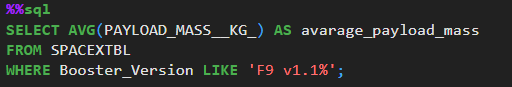 %%sql
SELECT AVG(PAYLOAD_MASS__KG_) AS avarage_payload_mass
FROM SPACEXTBL
WHERE Booster_Version LIKE 'F9 v1.1%';